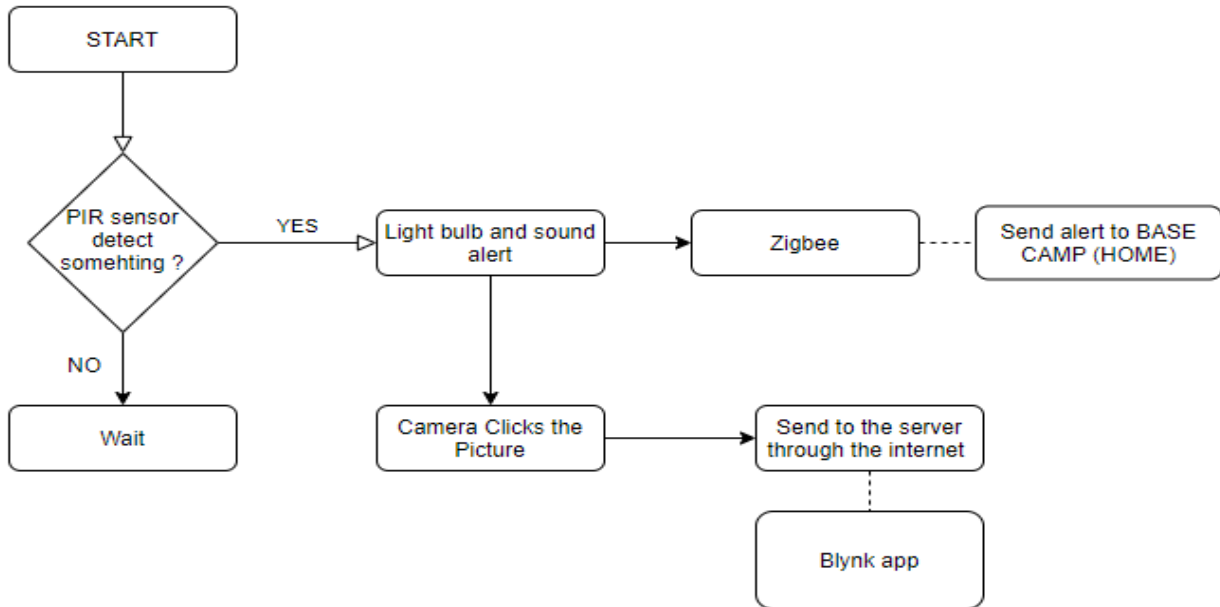 START
PIR sensor
detect
somehting ?
YES
Light bulb and sound
alert
Zigbee
Send alert to BASE
CAMP (HOME)
NO
Wait
Camera Clicks the
Picture
Send to the server
through the internet
Blynk app